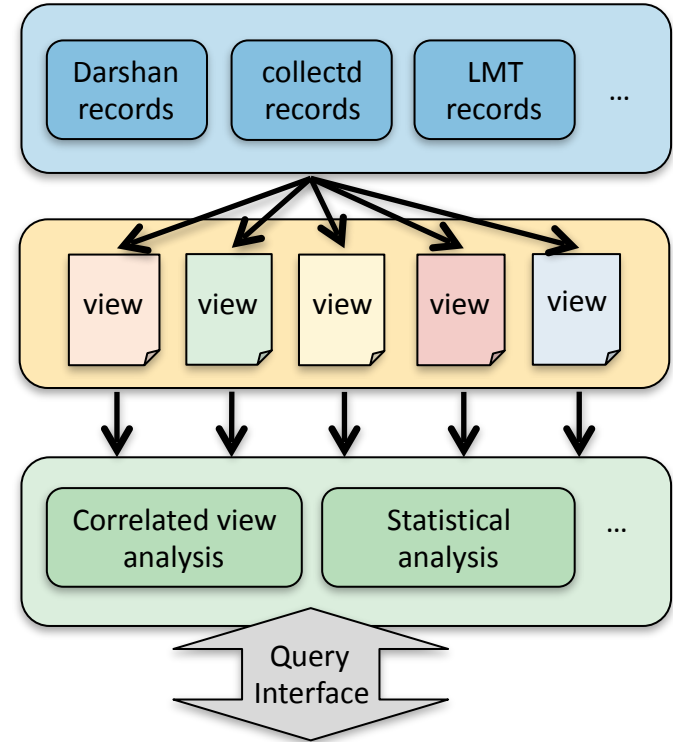 Darshan
records
collectd
records
LMT
records
...
view
view
view
view
view
Correlated view
analysis
Statistical
analysis
...
Query
Interface